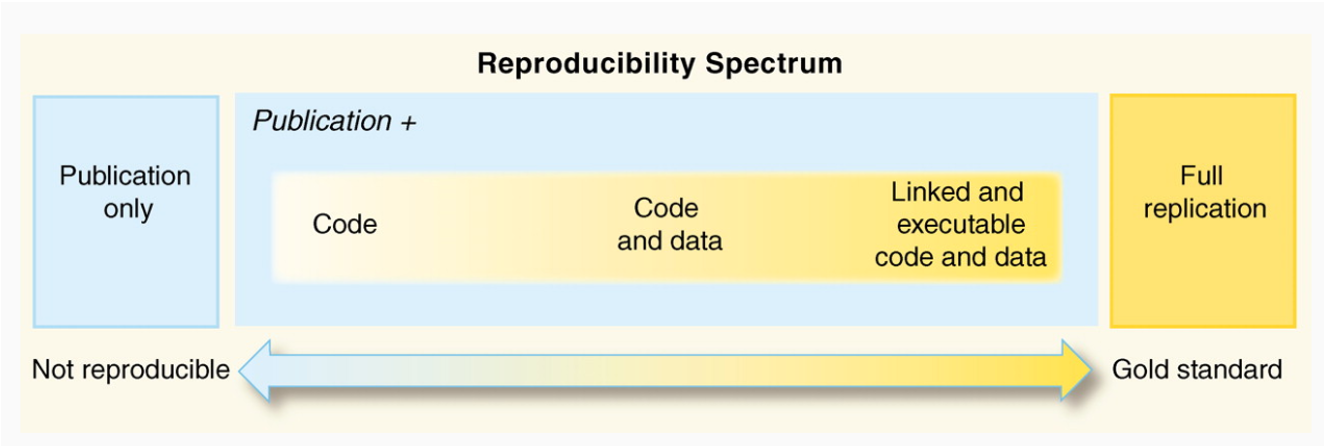 Reproducibility Spectrum
Publication
only
Publication +
Code
Code
and data
Linked and
executable
code and data
Full
replication
Not reproducible
Gold standard